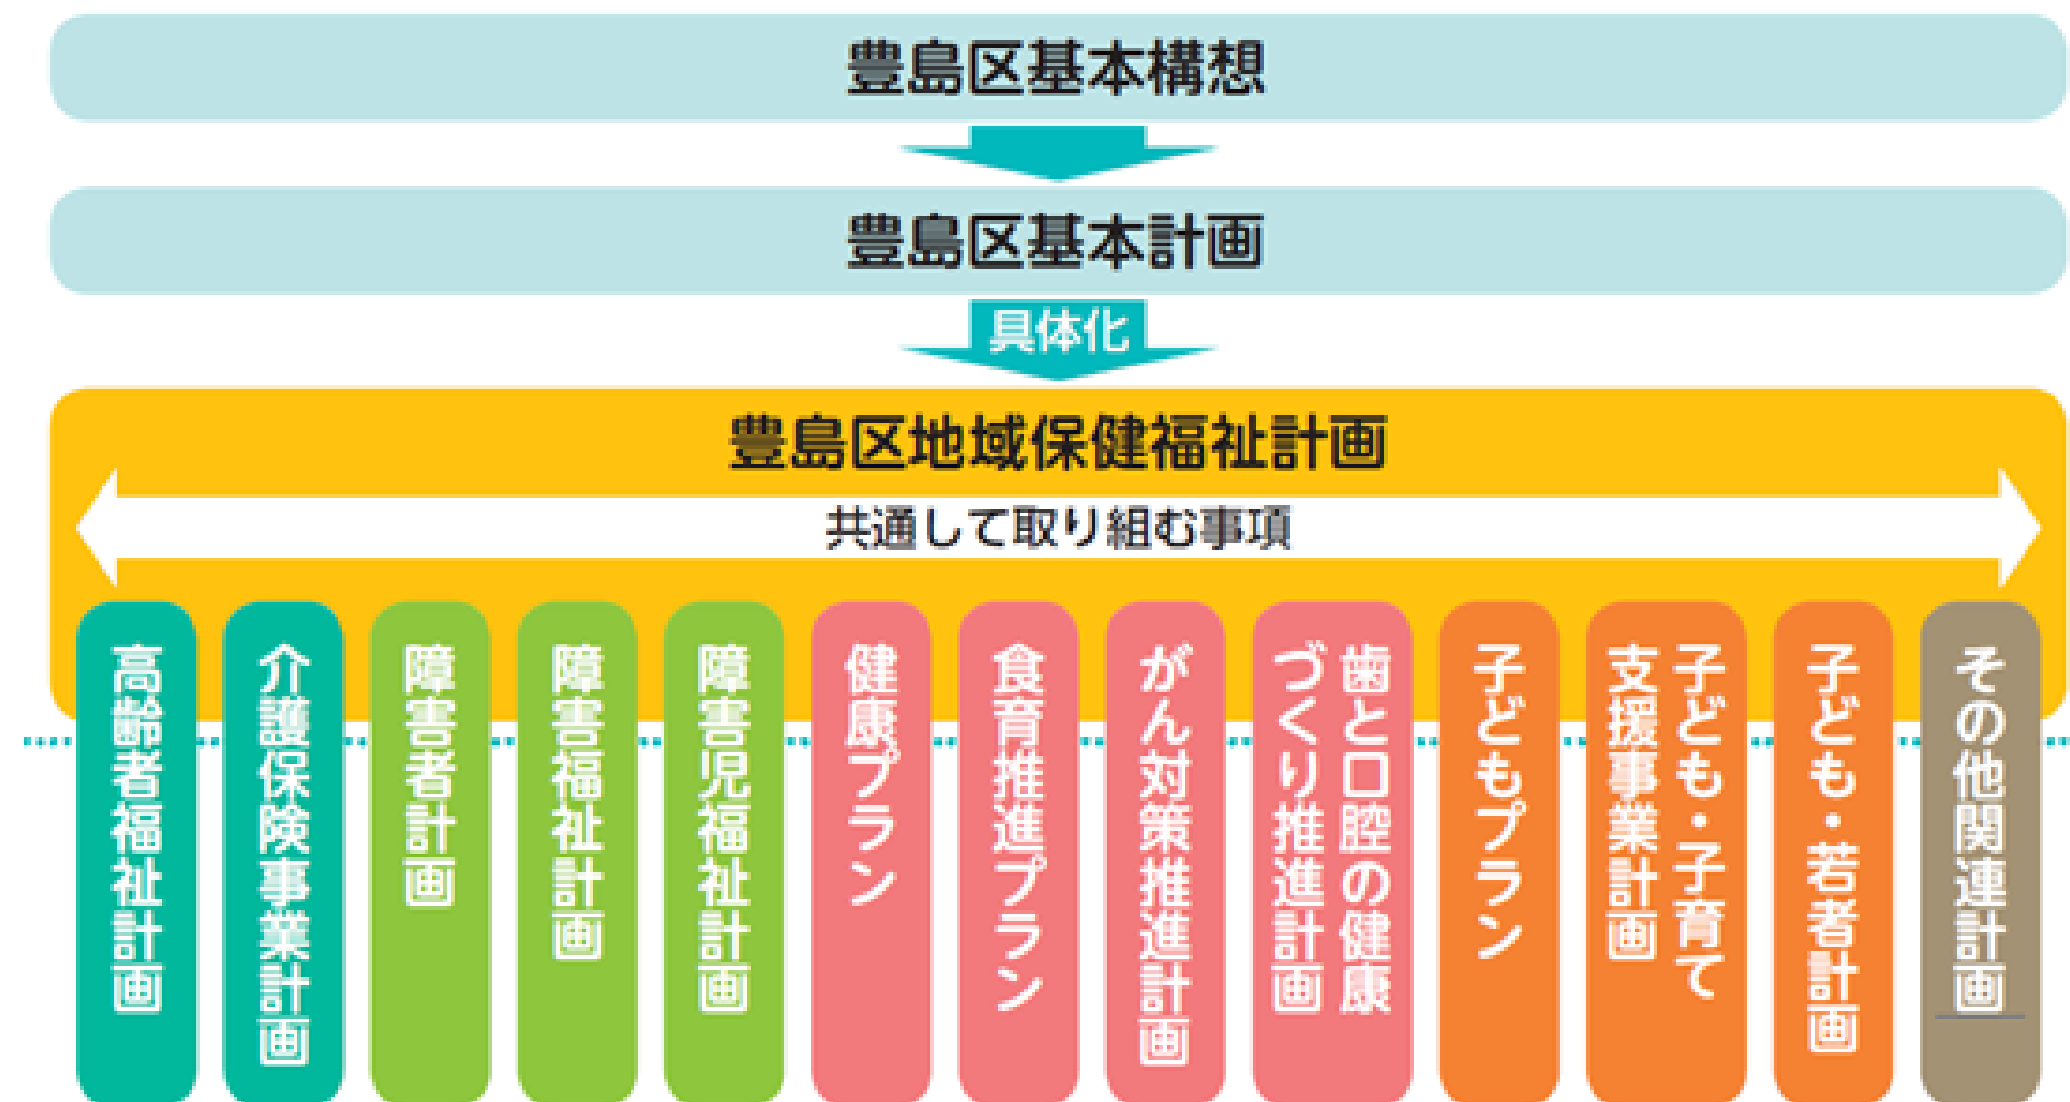 豊島区基本構想
豊島区基本計画
具体化
豊島区地域保健福祉計画
共通して取り組む事項
高齢者福祉計画
介護保険事業計画
障害者計画
障害福祉計画
障害児福祉計画
健康プラン
食育推進プラン
がん対策推進計画
歯と口腔の健康
づくり推進計画
子どもプラン
子ども・子育て
支援事業計画
子ども・若者計画
その他関連計画